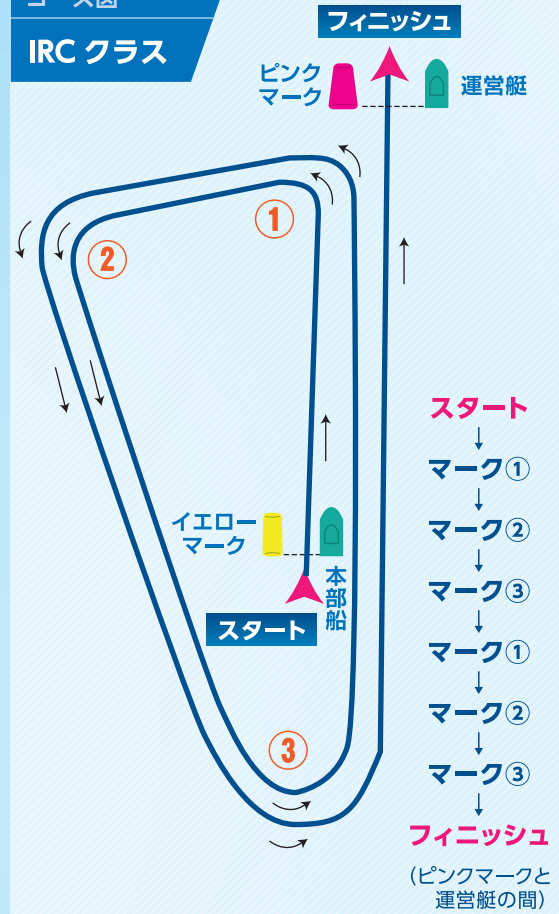 コース図
IRC クラス
フィニッシュ
ピンク
マーク
運営艇
①
②
イエロー
マーク
本部船
スタート
③
スタート
↓
マーク①
↓
マーク②
↓
マーク③
↓
マーク①
↓
マーク②
↓
マーク③
↓
フィニッシュ
(ピンクマークと
運営艇の間)